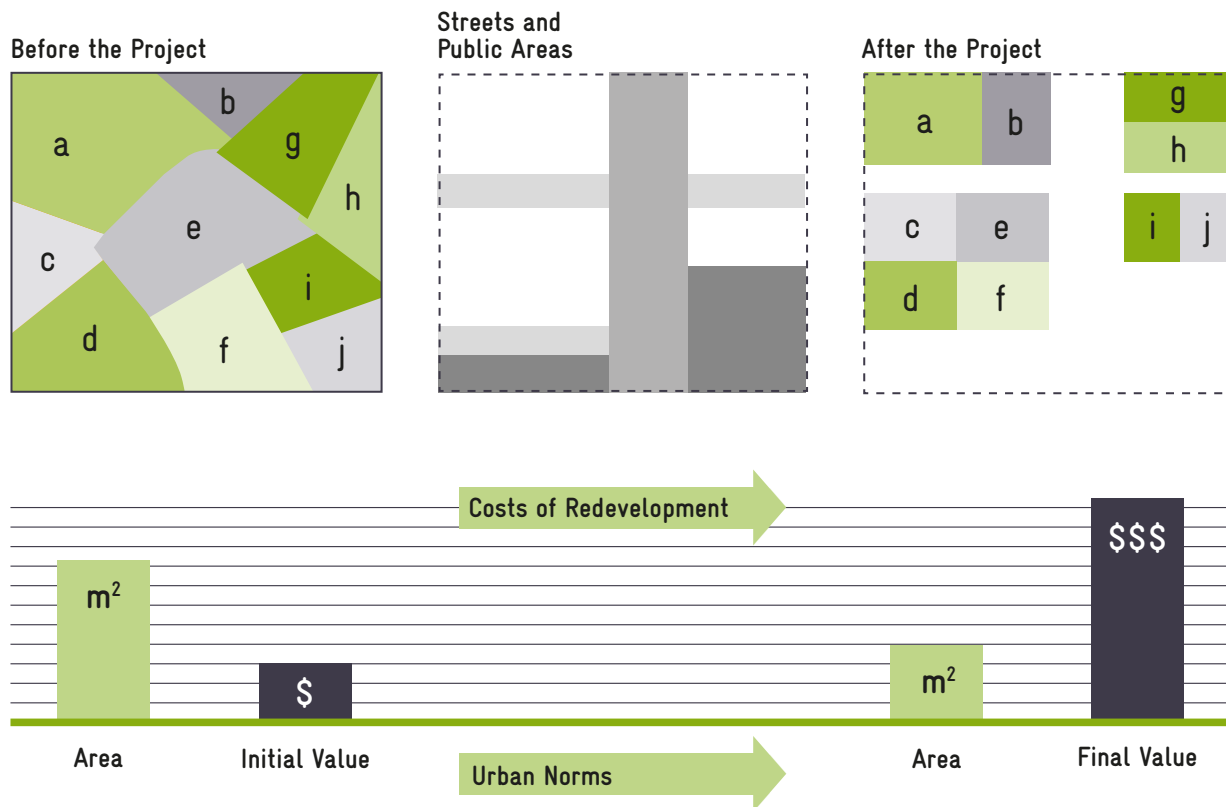 Before the Project
Streets and
Public Areas
After the Project
a
b
g
h
e
c
i
d
f
j
a
b
g
h
c
e
i
j
d
f
Costs of Redevelopment
$$$
m²
$
m²
Area
Initial Value
Urban Norms
Area
Final Value